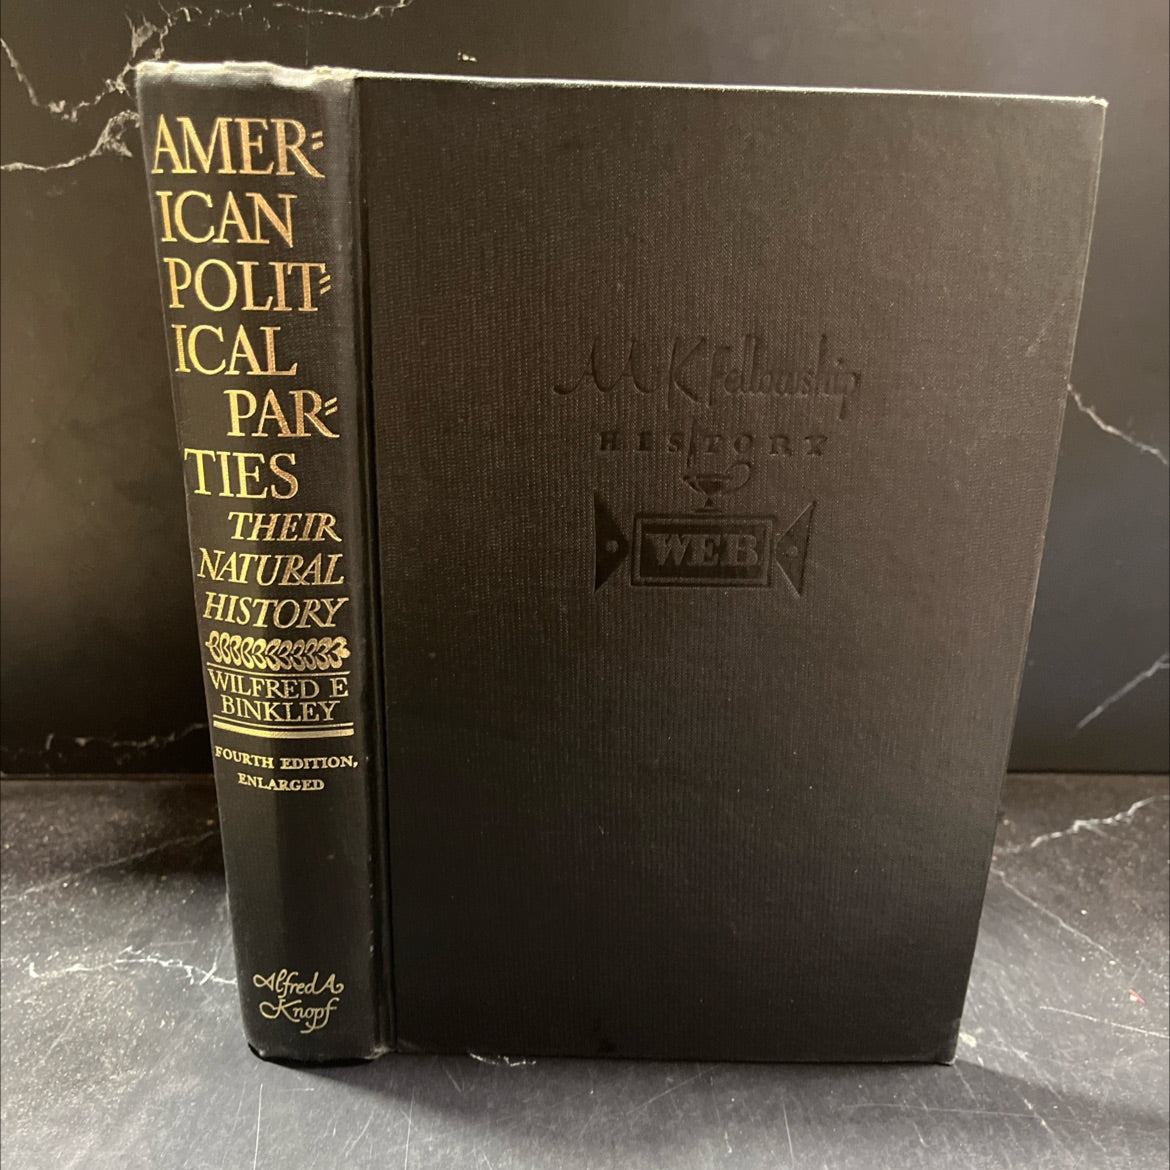 AMER=
ICAN
POLIT=
ICAL
PAR=
TIES
THEIR
NATURAL
HISTORY
WILFRED E
BINKLEY
FOURTH EDITION,
ENLARGED
Alfred A
Knopf
AAK fellowship
HISTORY
WEB